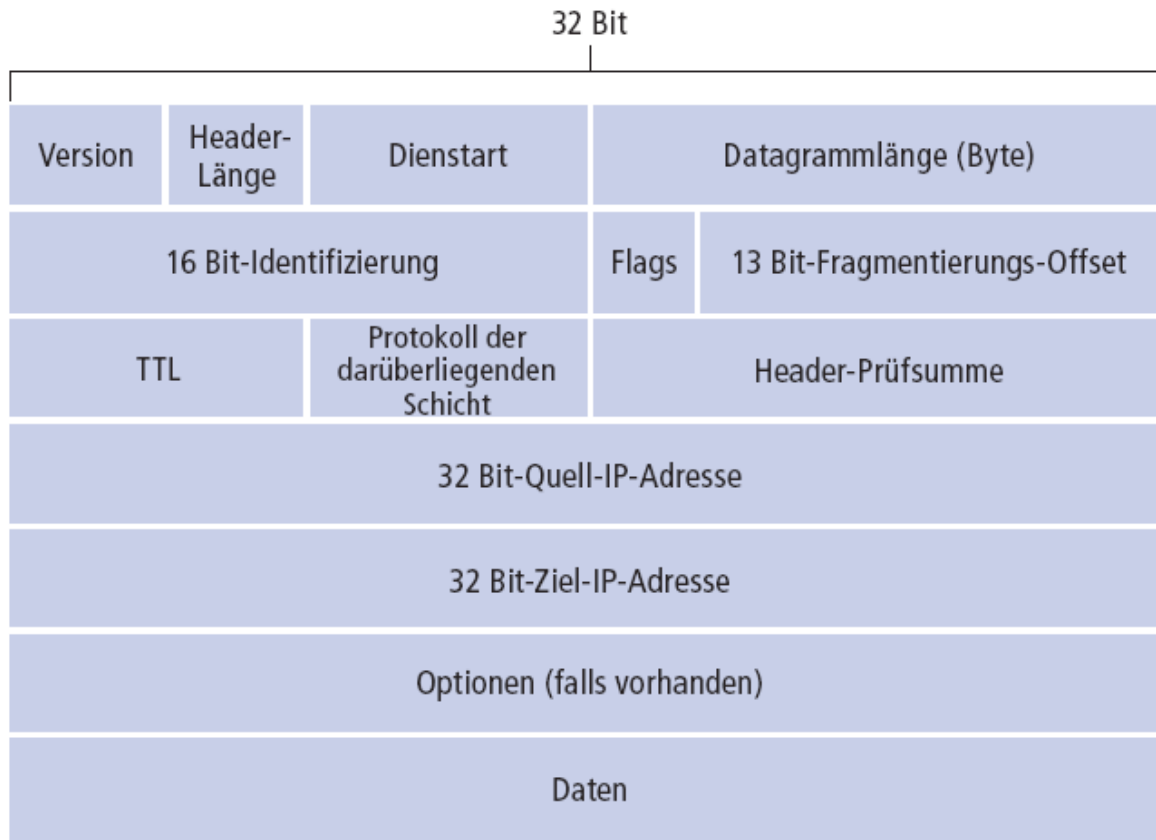 32 Bit
Version
Header-
Länge
Dienstart
Datagrammlänge (Byte)
16 Bit-Identifizierung
Flags
13 Bit-Fragmentierungs-Offset
TTL
Protokoll der
darüberliegenden
Schicht
Header-Prüfsumme
32 Bit-Quell-IP-Adresse
32 Bit-Ziel-IP-Adresse
Optionen (falls vorhanden)
Daten